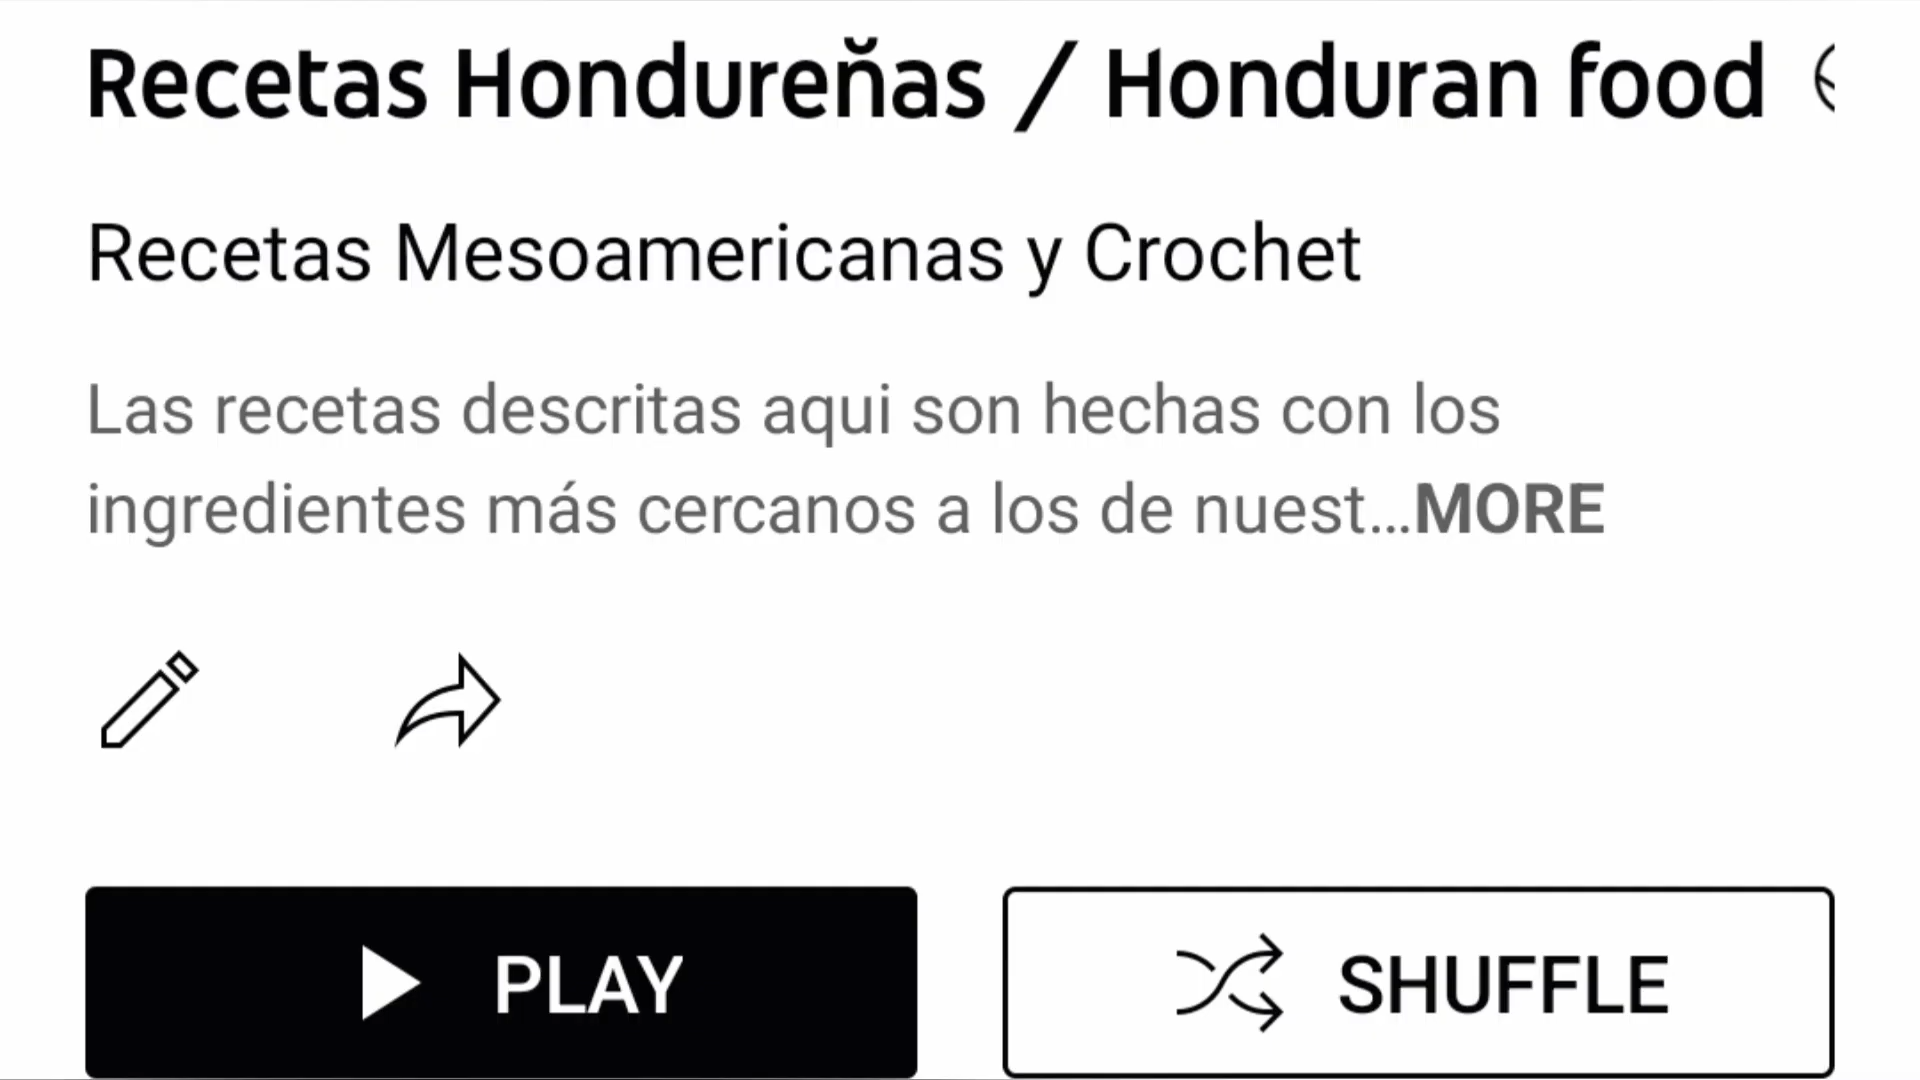 Recetas Hondureñas / Honduran food
Recetas Mesoamericanas y Crochet
Las recetas descritas aqui son hechas con los
ingredientes más cercanos a los de nuest...MORE
PLAY
SHUFFLE